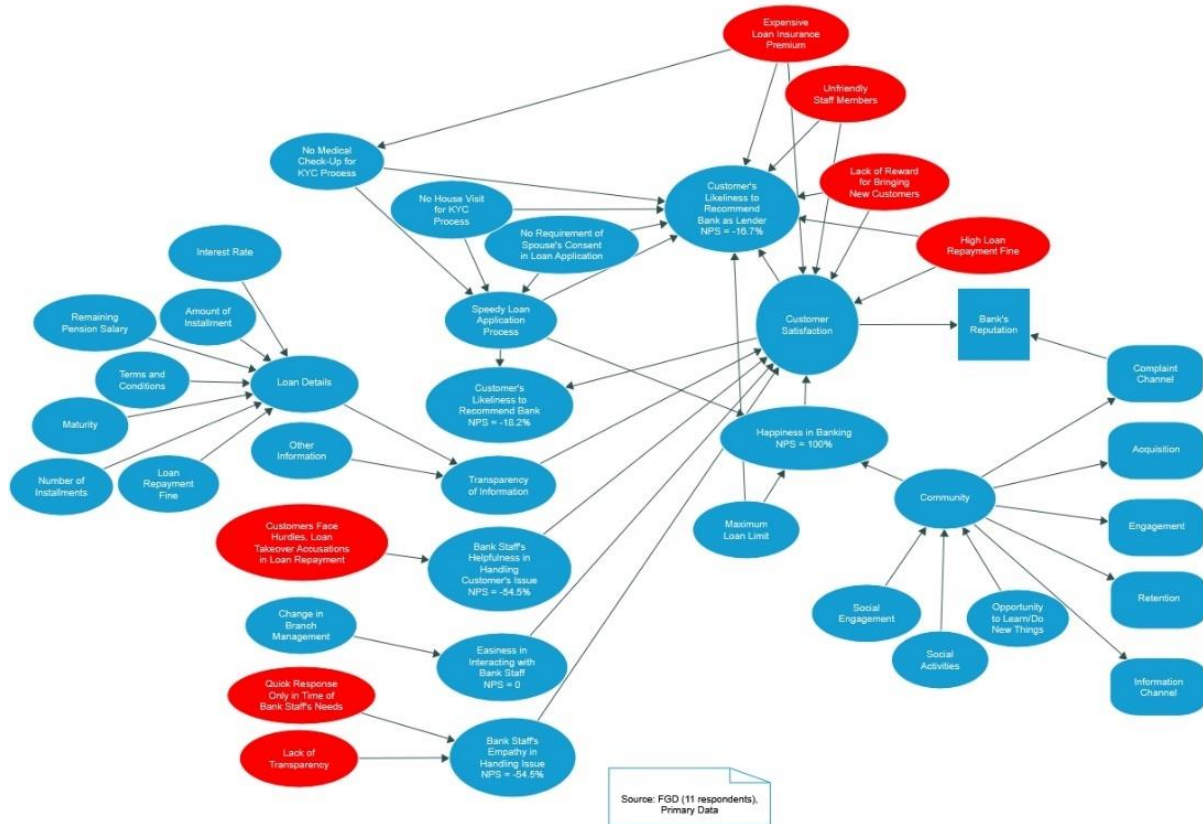 Expensive
Loan Insurance
Premium
Unfriendly
Staff Members
No Medical
Check-Up for
KYC Process
Customer's
Likeliness to
Recommend
Bank as Lender
NPS = -16.7%
Lack of Reward
for Bringing
New Customers
No House Visit
for KYC
Process
No Requirement of
Spouse's Consent
in Loan Application
High Loan
Repayment Fine
Interest Rate
Remaining
Pension Salary
Amount of
Installment
Speedy Loan
Application
Process
Customer
Satisfaction
Bank's
Reputation
Terms and
Conditions
Loan Details
Customer's
Likeliness to
Recommend Bank
NPS = -18.2%
Complaint
Channel
Maturity
Happiness in Banking
NPS = 100%
Other
Information
Acquisition
Number of
Installments
Loan
Repayment
Fine
Transparency
of Information
Community
Customers Face
Hurdles, Loan
Takeover Accusations
in Loan Repayment
Maximum
Loan Limit
Engagement
Bank Staff's
Helpfulness in
Handling
Customer's Issue
NPS = -54.5%
Retention
Social
Engagement
Opportunity
to Learn/Do
New Things
Change in
Branch
Management
Easiness in
Interacting with
Bank Staff
NPS = 0
Social
Activities
Information
Channel
Quick Response
Only in Time of
Bank Staff's Needs
Bank Staff's
Empathy in
Handling Issue
NPS = -54.5%
Lack of
Transparency
Source: FGD (11 respondents),
Primary Data